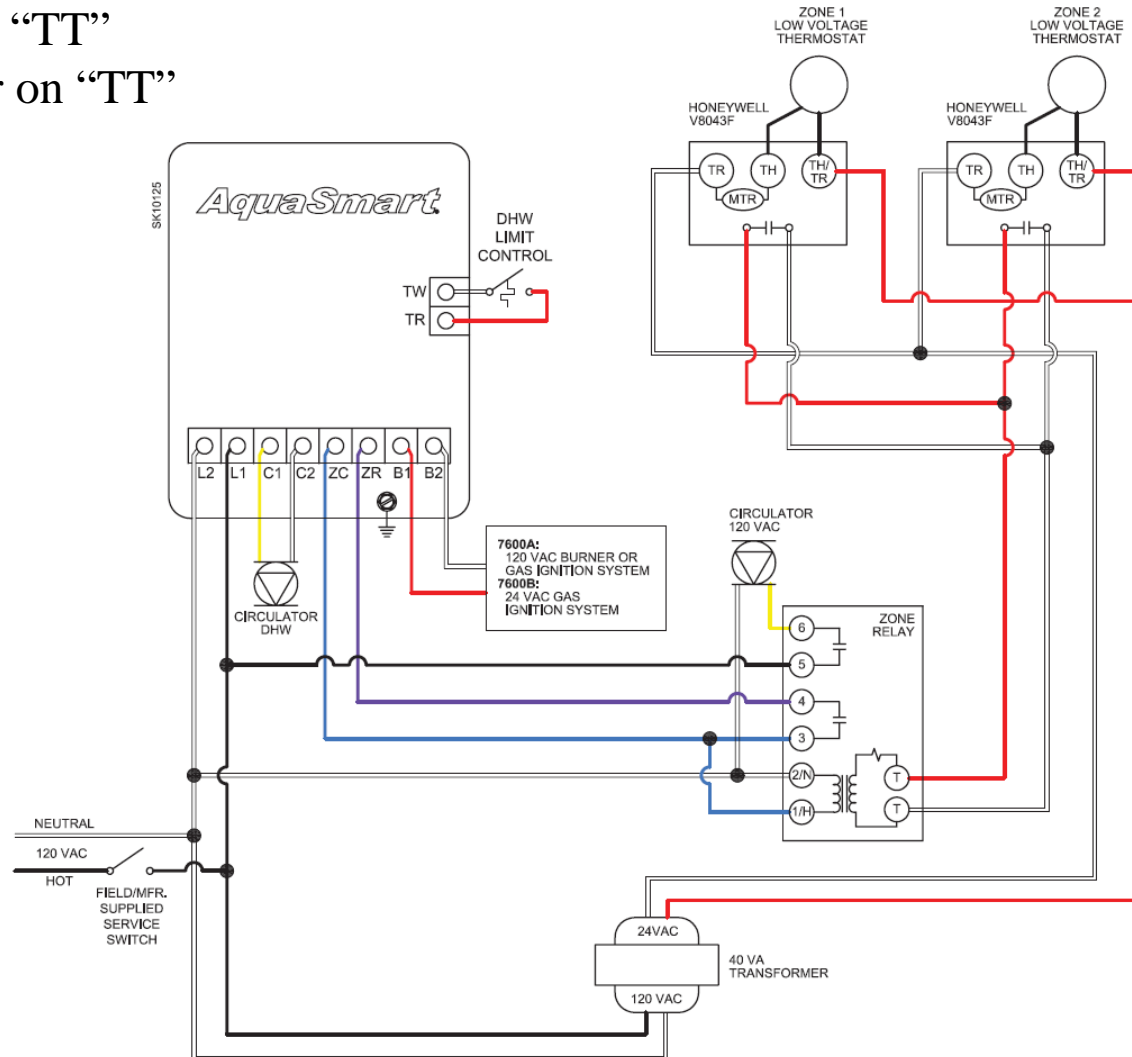 “TT”
r on “TT”
ZONE 1
LOW VOLTAGE
THERMOSTAT
ZONE 2
LOW VOLTAGE
THERMOSTAT
HONEYWELL
V8043F
HONEYWELL
V8043F
TR
TH
TH/
TR
MTR
TR
TH
TH/
TR
MTR
SK10125
AquaSmart
DHW
LIMIT
CONTROL
TW
TR
L2
L1
C1
C2
ZC
ZR
B1
B2
CIRCULATOR
DHW
7600A:
120 VAC BURNER OR
GAS IGNITION SYSTEM
7600B:
24 VAC GAS
IGNITION SYSTEM
CIRCULATOR
120 VAC
ZONE
RELAY
6
5
4
3
2/N
1/H
T
T
NEUTRAL
120 VAC
HOT
FIELD/MFR.
SUPPLIED
SERVICE
SWITCH
24VAC
40 VA
TRANSFORMER
120 VAC